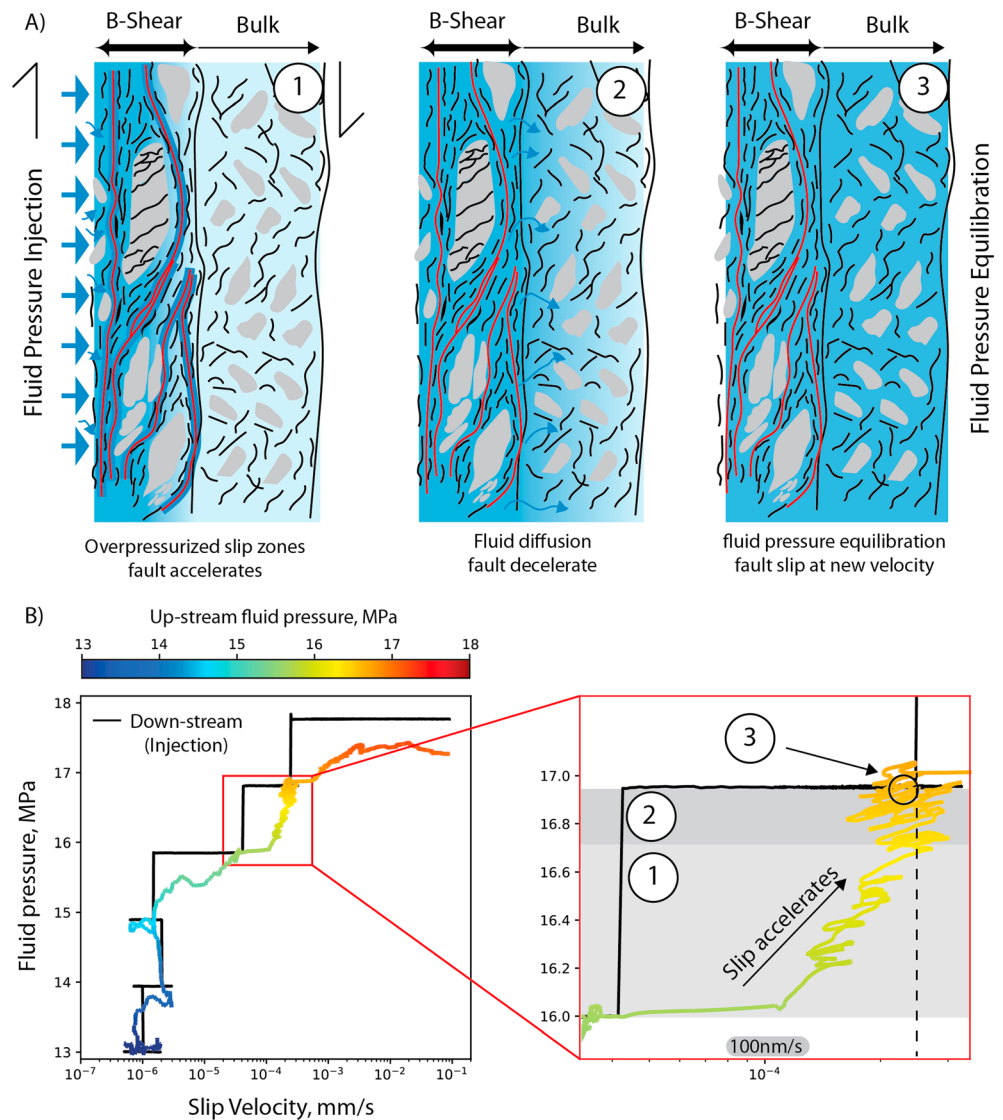 A)
B-Shear
Bulk
B-Shear
Bulk
B-Shear
Bulk
1
2
3
Fluid Pressure Injection
Fluid Pressure Equilibration
Overpressurized slip zones
fault accelerates
Fluid diffusion
fault decelerate
fluid pressure equilibration
fault slip at new velocity
B)
Up-stream fluid pressure, MPa
13
14
15
16
17
18
18
17
16
15
14
13
Fluid pressure, MPa
Down-stream
(Injection)
10⁻⁷
10⁻⁶
10⁻⁵
10⁻⁴
10⁻³
10⁻²
10⁻¹
Slip Velocity, mm/s
3
2
1
17.0
16.8
16.6
16.4
16.2
16.0
Slip accelerates
100nm/s
10⁻⁴